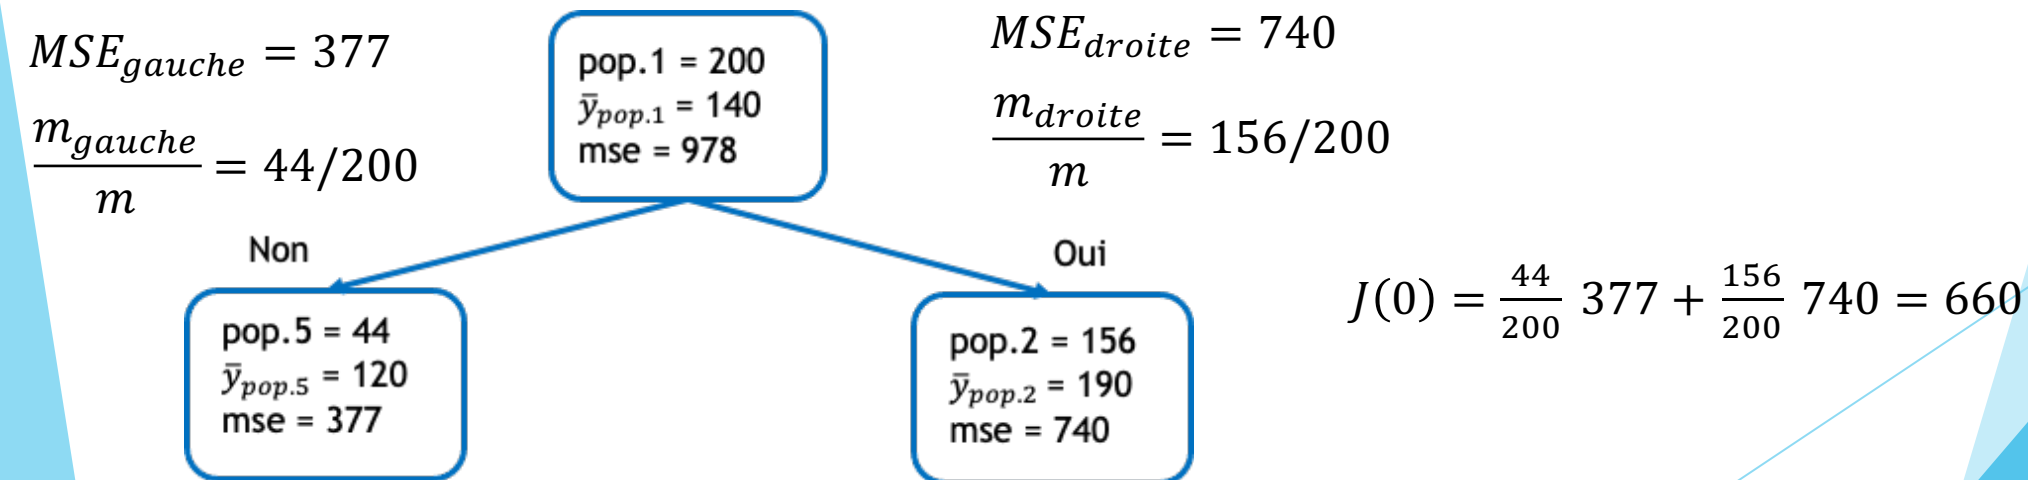 MSE_gauche = 377
m_gauche / m = 44/200
pop.1 = 200
ȳ_pop.1 = 140
mse = 978
MSE_droite = 740
m_droite / m = 156/200
Non
Oui
pop.5 = 44
ȳ_pop.5 = 120
mse = 377
pop.2 = 156
ȳ_pop.2 = 190
mse = 740
J(0) = 44/200 377 + 156/200 740 = 660